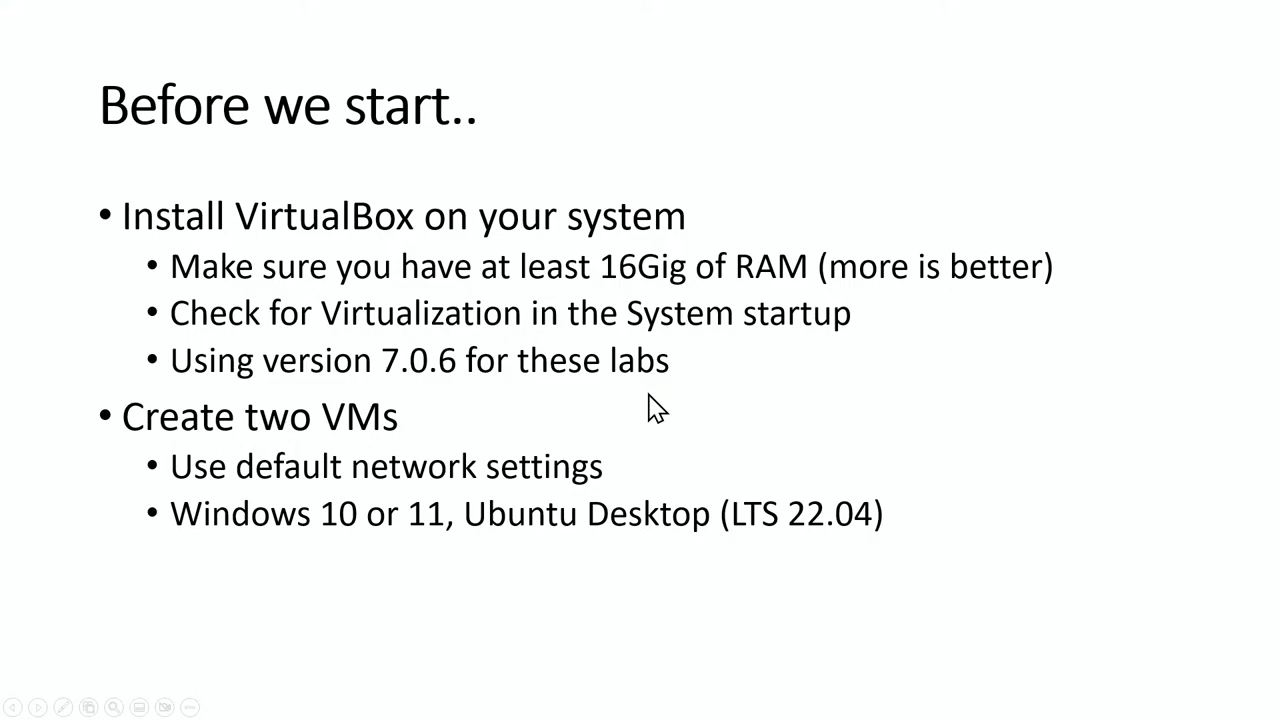 Before we start..
• Install VirtualBox on your system
• Make sure you have at least 16Gig of RAM (more is better)
• Check for Virtualization in the System startup
• Using version 7.0.6 for these labs
• Create two VMs
• Use default network settings
• Windows 10 or 11, Ubuntu Desktop (LTS 22.04)